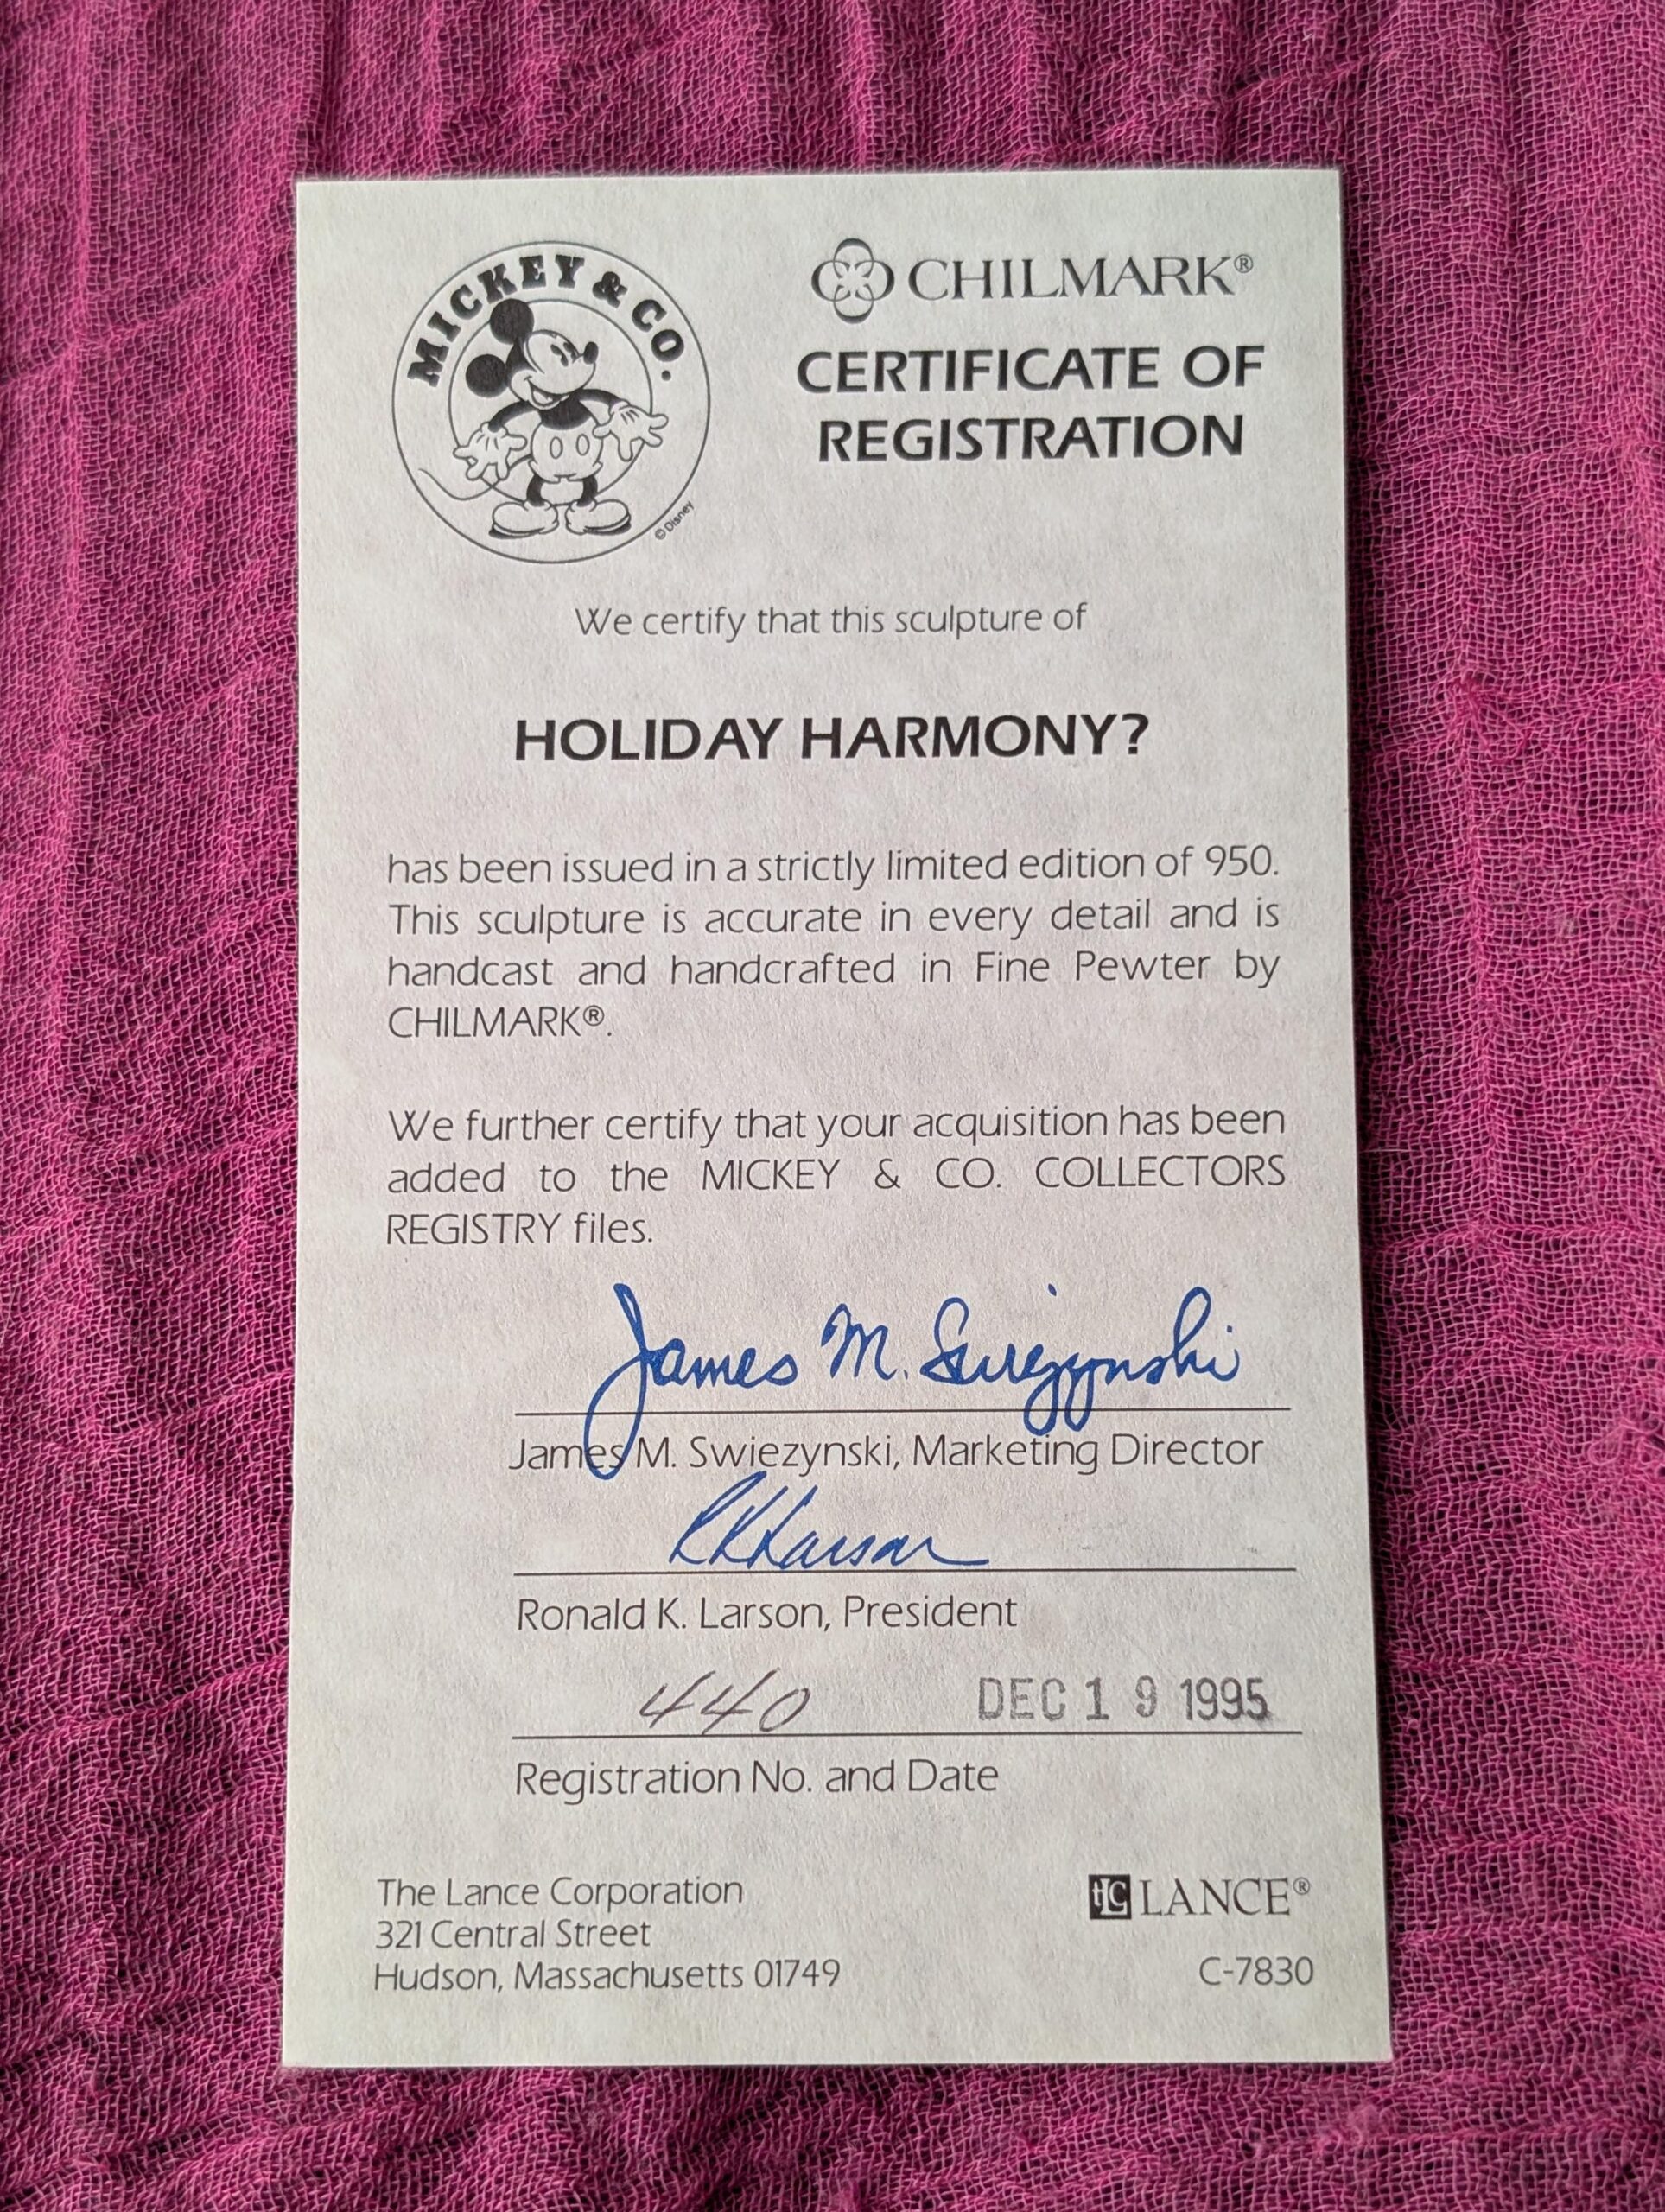 MICKEY & CO.
© Disney
CHILMARK®
CERTIFICATE OF
REGISTRATION
We certify that this sculpture of
HOLIDAY HARMONY?
has been issued in a strictly limited edition of 950.
This sculpture is accurate in every detail and is
handcast and handcrafted in Fine Pewter by
CHILMARK®.
We further certify that your acquisition has been
added to the MICKEY & CO. COLLECTORS
REGISTRY files.
James M. Swiezynski
James M. Swiezynski, Marketing Director
RKLarson
Ronald K. Larson, President
440 DEC 19 1995
Registration No. and Date
The Lance Corporation
321 Central Street
Hudson, Massachusetts 01749
tlc LANCE®
C-7830